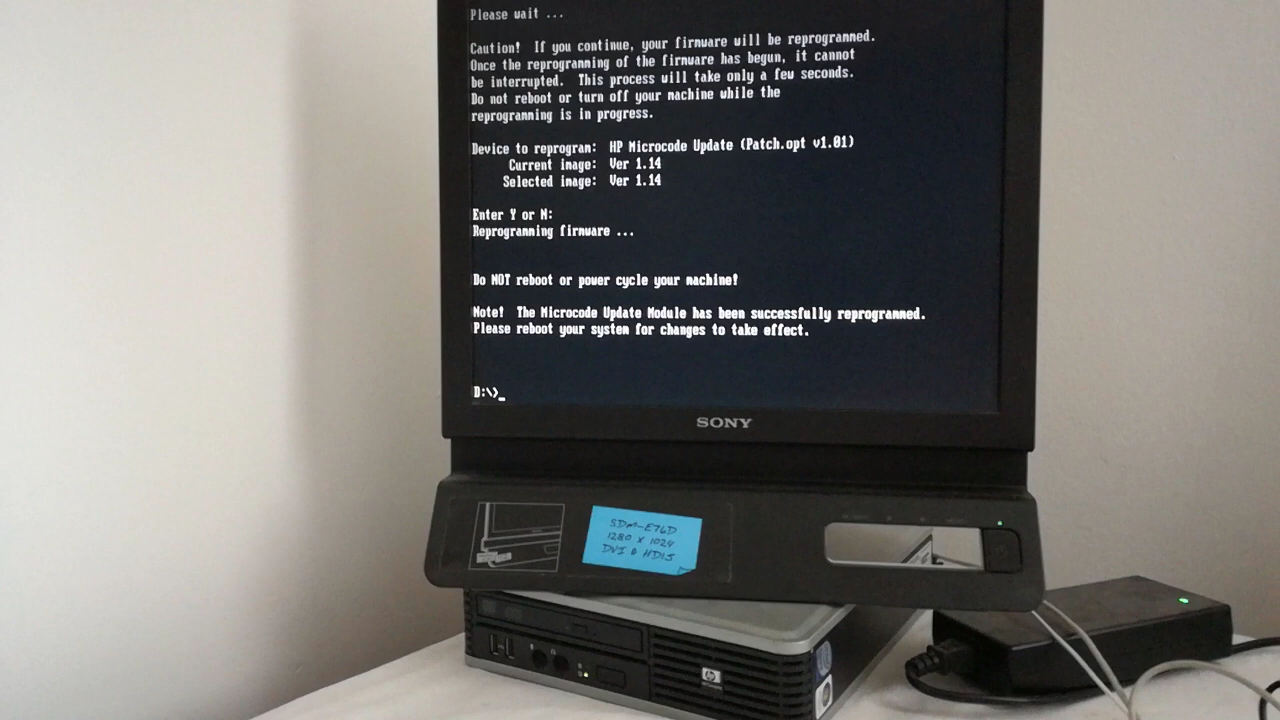 Please wait ...
Caution!  If you continue, your firmware will be reprogrammed.
Once the reprogramming of the firmware has begun, it cannot
be interrupted.  This process will take only a few seconds.
Do not reboot or turn off your machine while the
reprogramming is in progress.
Device to reprogram:  HP Microcode Update (Patch.opt v1.01)
Current image:  Ver 1.14
Selected image:  Ver 1.14
Enter Y or N:
Reprogramming firmware ...
Do NOT reboot or power cycle your machine!
Note!  The Microcode Update Module has been successfully reprogrammed.
Please reboot your system for changes to take effect.
D:\>_
SONY
SDM-E76D
1280 x 1024
DVI & HD15
hp